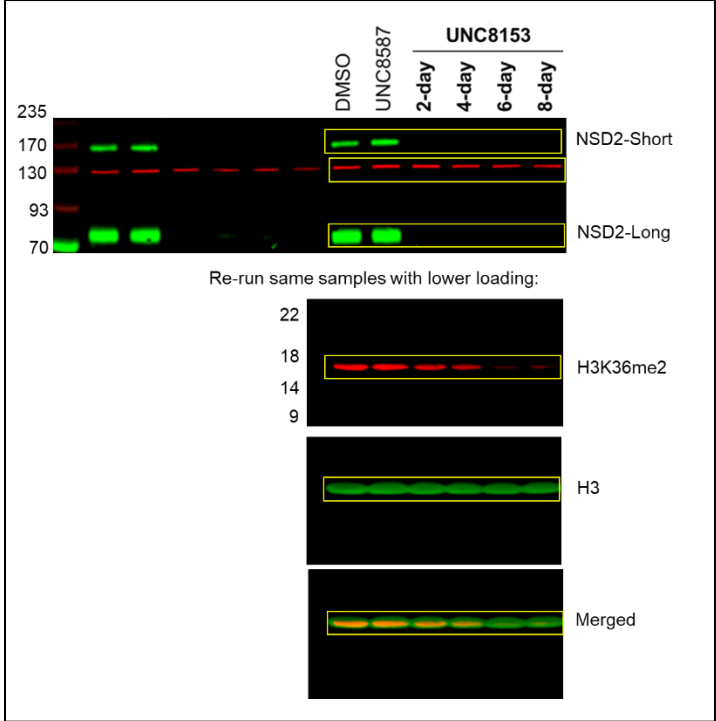 UNC8153
DMSO
UNC8587
2-day
4-day
6-day
8-day
235
170
130
93
70
NSD2-Short
NSD2-Long
Re-run same samples with lower loading:
22
18
14
9
H3K36me2
H3
Merged